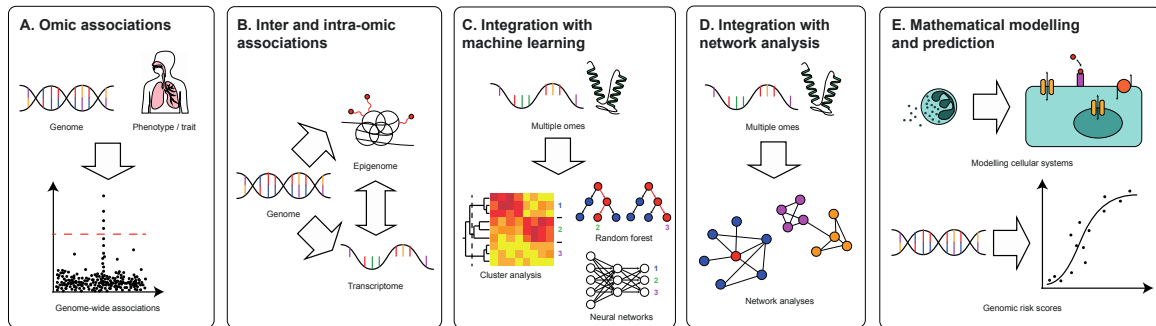 A. Omic associations
Genome
Phenotype / trait
Genome-wide associations
B. Inter and intra-omic
associations
Epigenome
Genome
Transcriptome
C. Integration with
machine learning
Multiple omes
1
2
3
Cluster analysis
2
3
Random forest
1
2
3
Neural networks
D. Integration with
network analysis
Multiple omes
Network analyses
E. Mathematical modelling
and prediction
Modelling cellular systems
Genomic risk scores